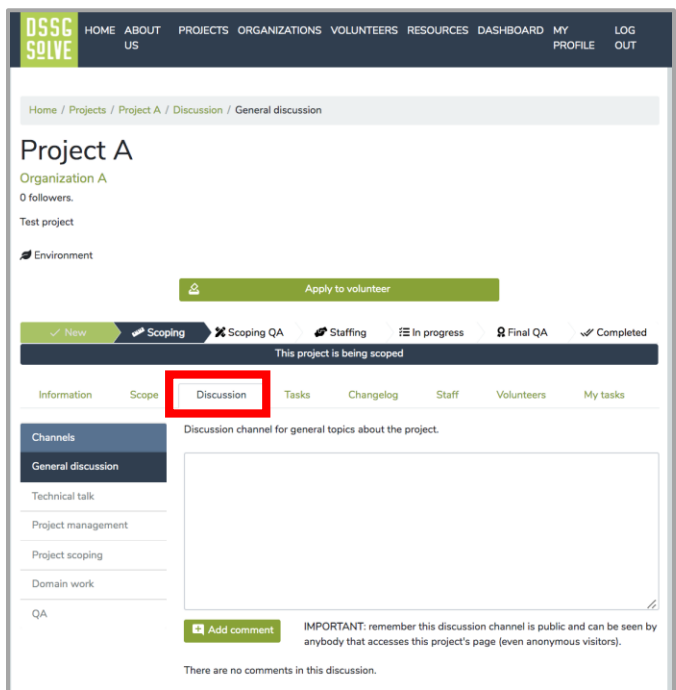 DSSG
SOLVE
HOME ABOUT US PROJECTS ORGANIZATIONS VOLUNTEERS RESOURCES DASHBOARD MY PROFILE LOG OUT
Home / Projects / Project A / Discussion / General discussion
Project A
Organization A
0 followers.
Test project
Environment
Apply to volunteer
New Scoping Scoping QA Staffing In progress Final QA Completed
This project is being scoped
Information Scope Discussion Tasks Changelog Staff Volunteers My tasks
Channels
General discussion
Technical talk
Project management
Project scoping
Domain work
QA
Discussion channel for general topics about the project.
Add comment
IMPORTANT: remember this discussion channel is public and can be seen by
anybody that accesses this project's page (even anonymous visitors).
There are no comments in this discussion.